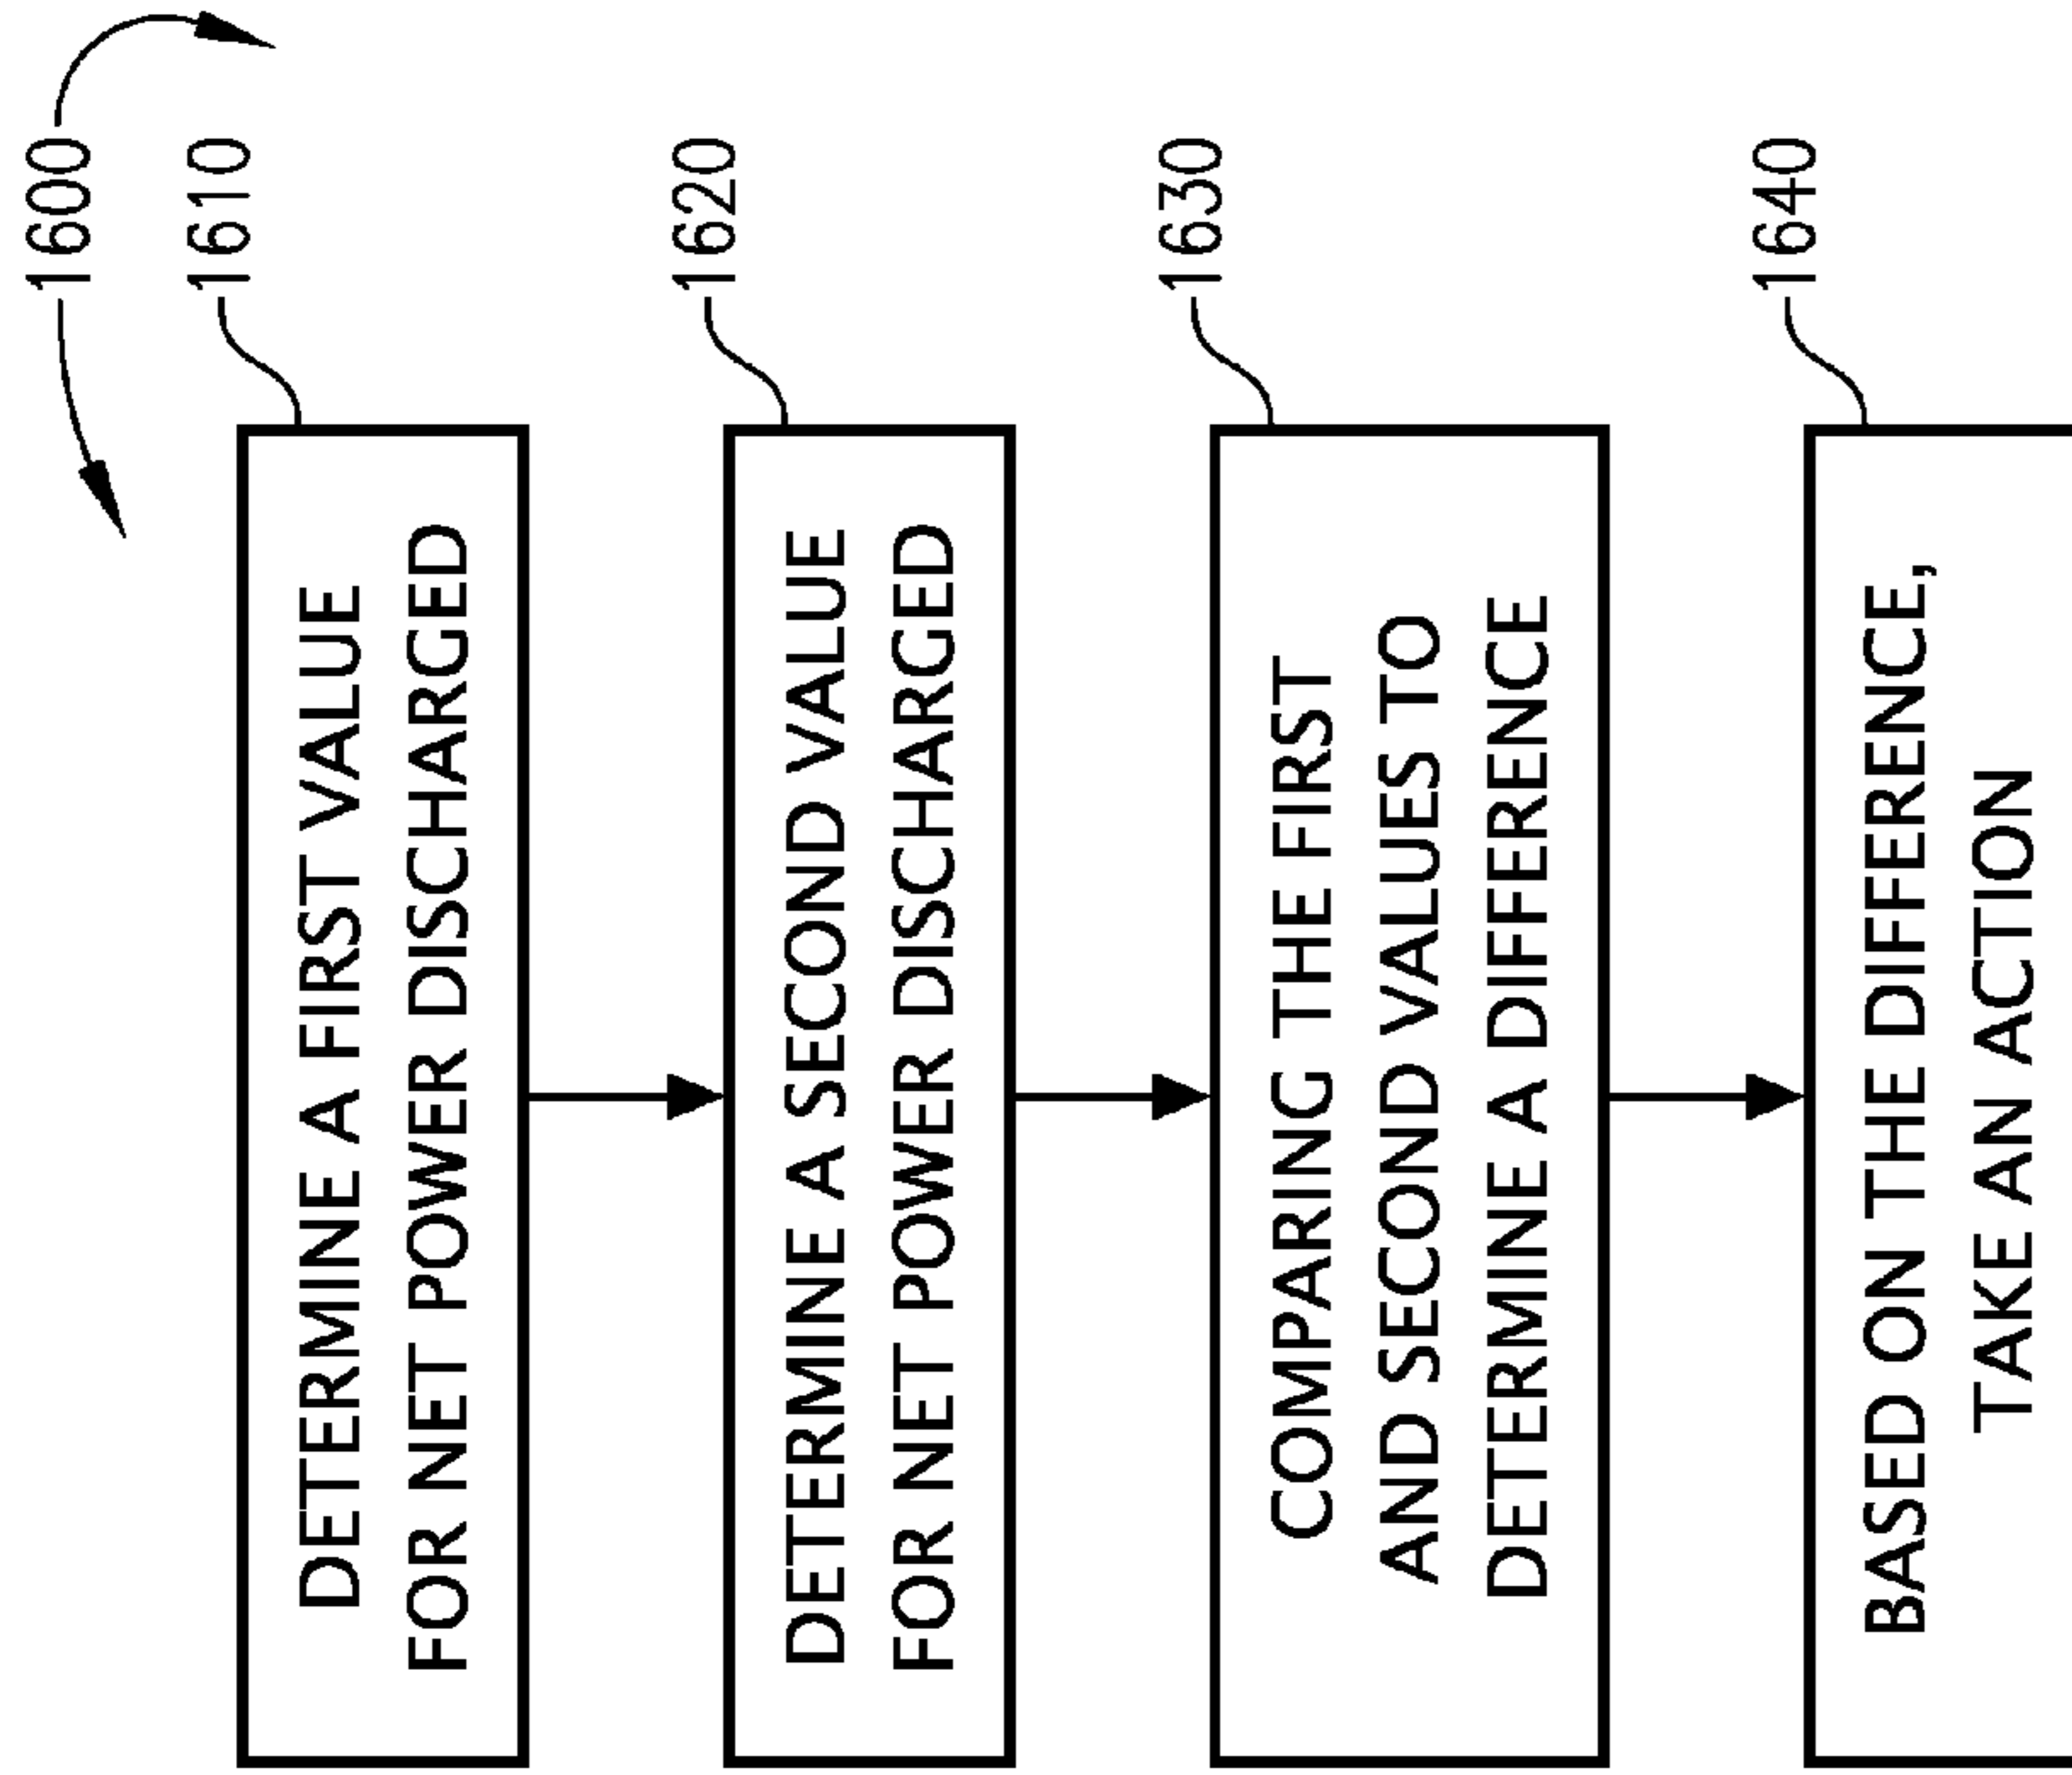 1600
1610
DETERMINE A FIRST VALUE
FOR NET POWER DISCHARGED
1620
DETERMINE A SECOND VALUE
FOR NET POWER DISCHARGED
1630
COMPARING THE FIRST
AND SECOND VALUES TO
DETERMINE A DIFFERENCE
1640
BASED ON THE DIFFERENCE,
TAKE AN ACTION